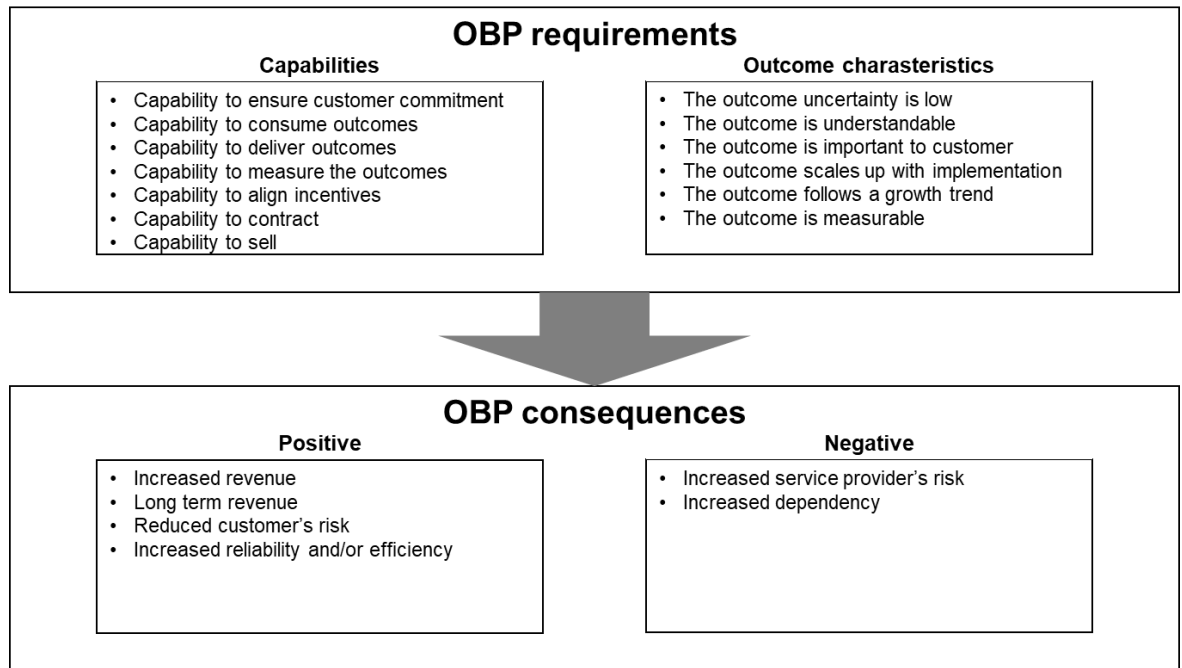 OBP requirements
Capabilities
• Capability to ensure customer commitment
• Capability to consume outcomes
• Capability to deliver outcomes
• Capability to measure the outcomes
• Capability to align incentives
• Capability to contract
• Capability to sell
Outcome charasteristics
• The outcome uncertainty is low
• The outcome is understandable
• The outcome is important to customer
• The outcome scales up with implementation
• The outcome follows a growth trend
• The outcome is measurable
OBP consequences
Positive
• Increased revenue
• Long term revenue
• Reduced customer’s risk
• Increased reliability and/or efficiency
Negative
• Increased service provider’s risk
• Increased dependency